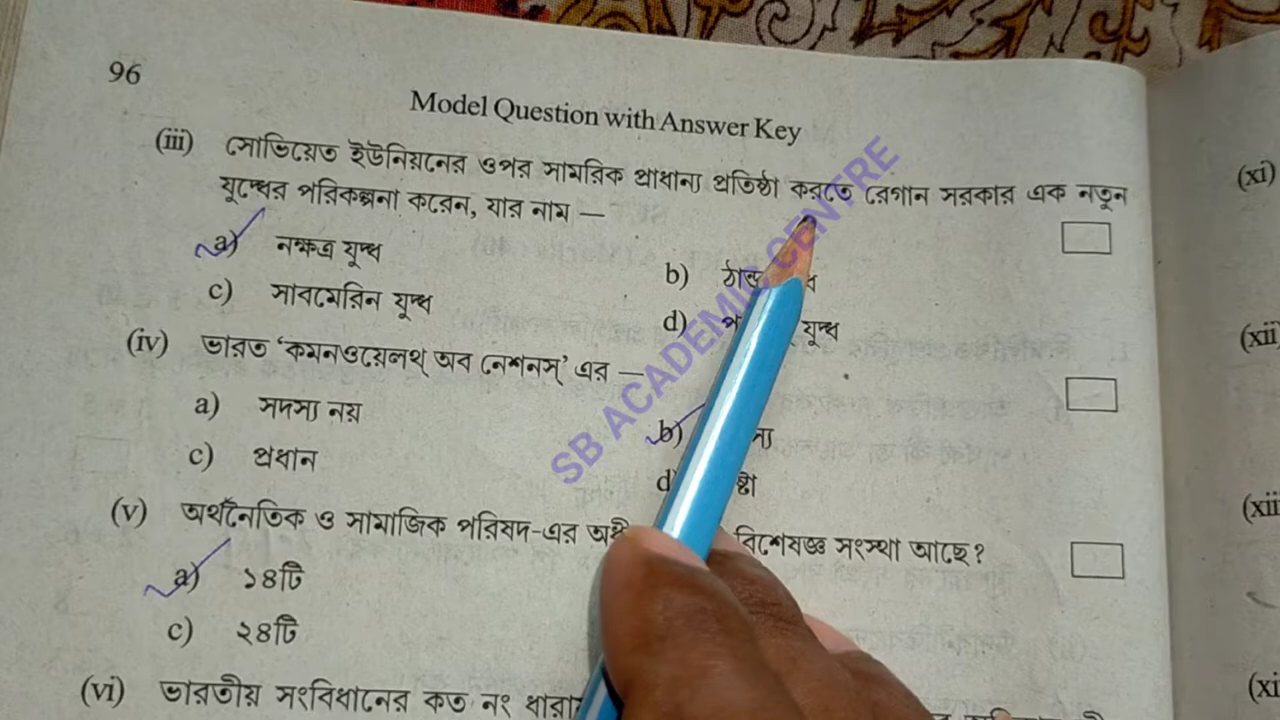 96
Model Question with Answer Key
(iii) সোভিয়েত ইউনিয়নের ওপর সামরিক প্রাধান্য প্রতিষ্ঠা করতে রেগান সরকার এক নতুন
যুদ্ধের পরিকল্পনা করেন, যার নাম —
a) নক্ষত্র যুদ্ধ
b)
c) সাবমেরিন যুদ্ধ
d) যুদ্ধ
(iv) ভারত ‘কমনওয়েলথ্ অব নেশনস্’ এর —
a) সদস্য নয়
b)
c) প্রধান
d
(v) অর্থনৈতিক ও সামাজিক পরিষদ-এর বিশেষজ্ঞ সংস্থা আছে?
a) ১৪টি
c) ২৪টি
(vi) ভারতীয় সংবিধানের কত নং
(xi)
(xii
(xii
(xi
SB ACADEMIC CENTRE